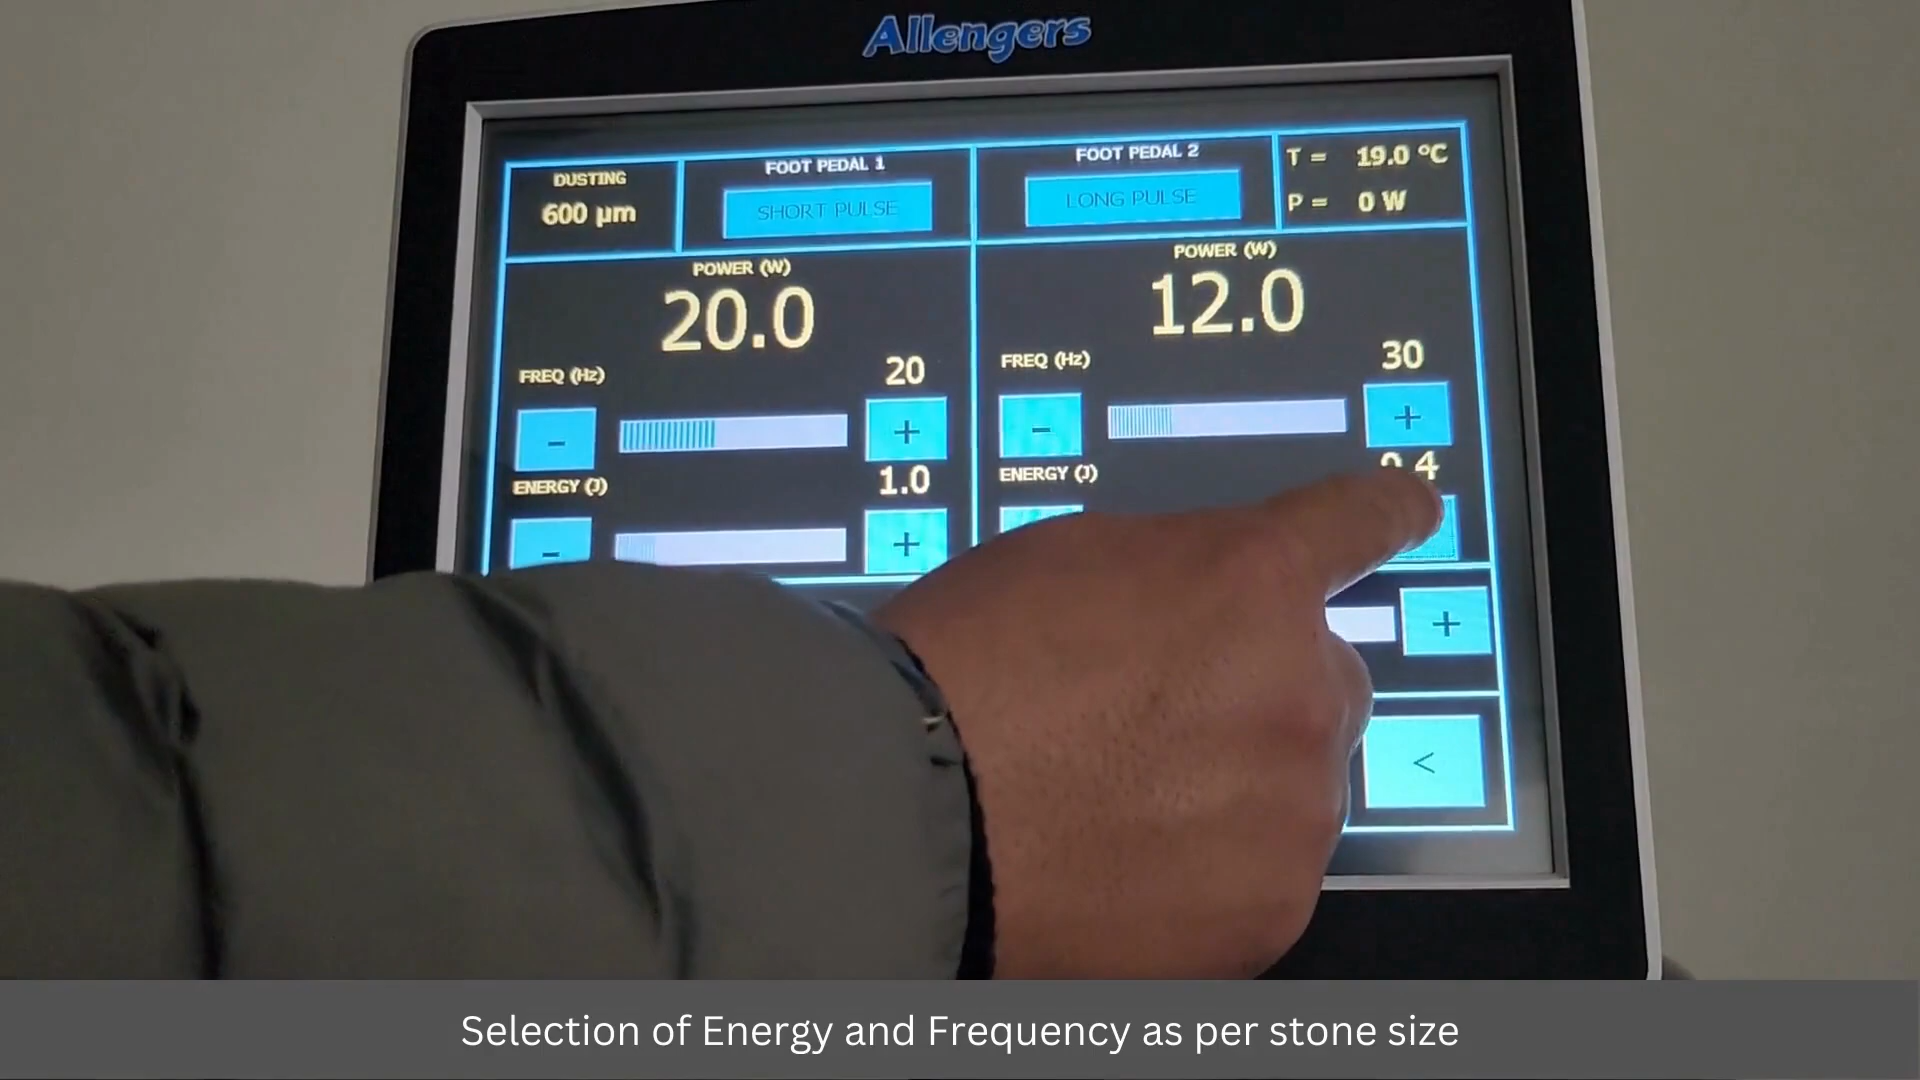 Allengers
DUSTING
600 µm
FOOT PEDAL 1
SHORT PULSE
FOOT PEDAL 2
LONG PULSE
T = 19.0 °C
P = 0 W
POWER (W)
20.0
FREQ (Hz)
20
- +
ENERGY (J)
1.0
- +
POWER (W)
12.0
FREQ (Hz)
30
- +
ENERGY (J)
0.4
+
<
Selection of Energy and Frequency as per stone size